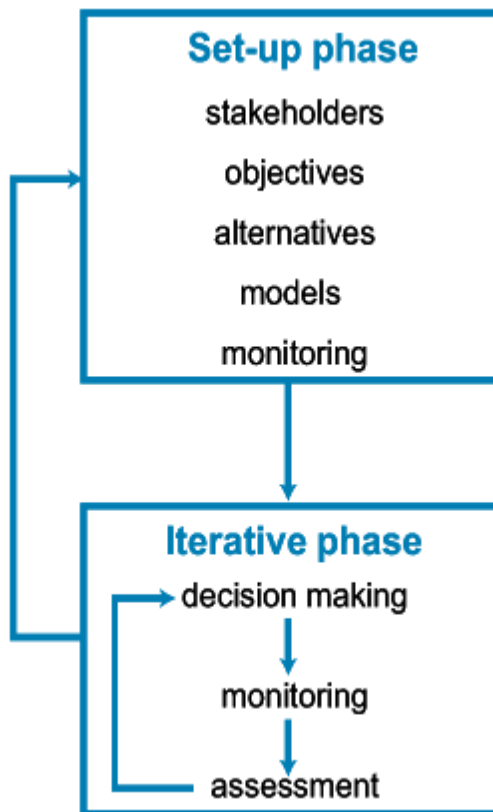 Set-up phase
stakeholders
objectives
alternatives
models
monitoring
Iterative phase
decision making
monitoring
assessment